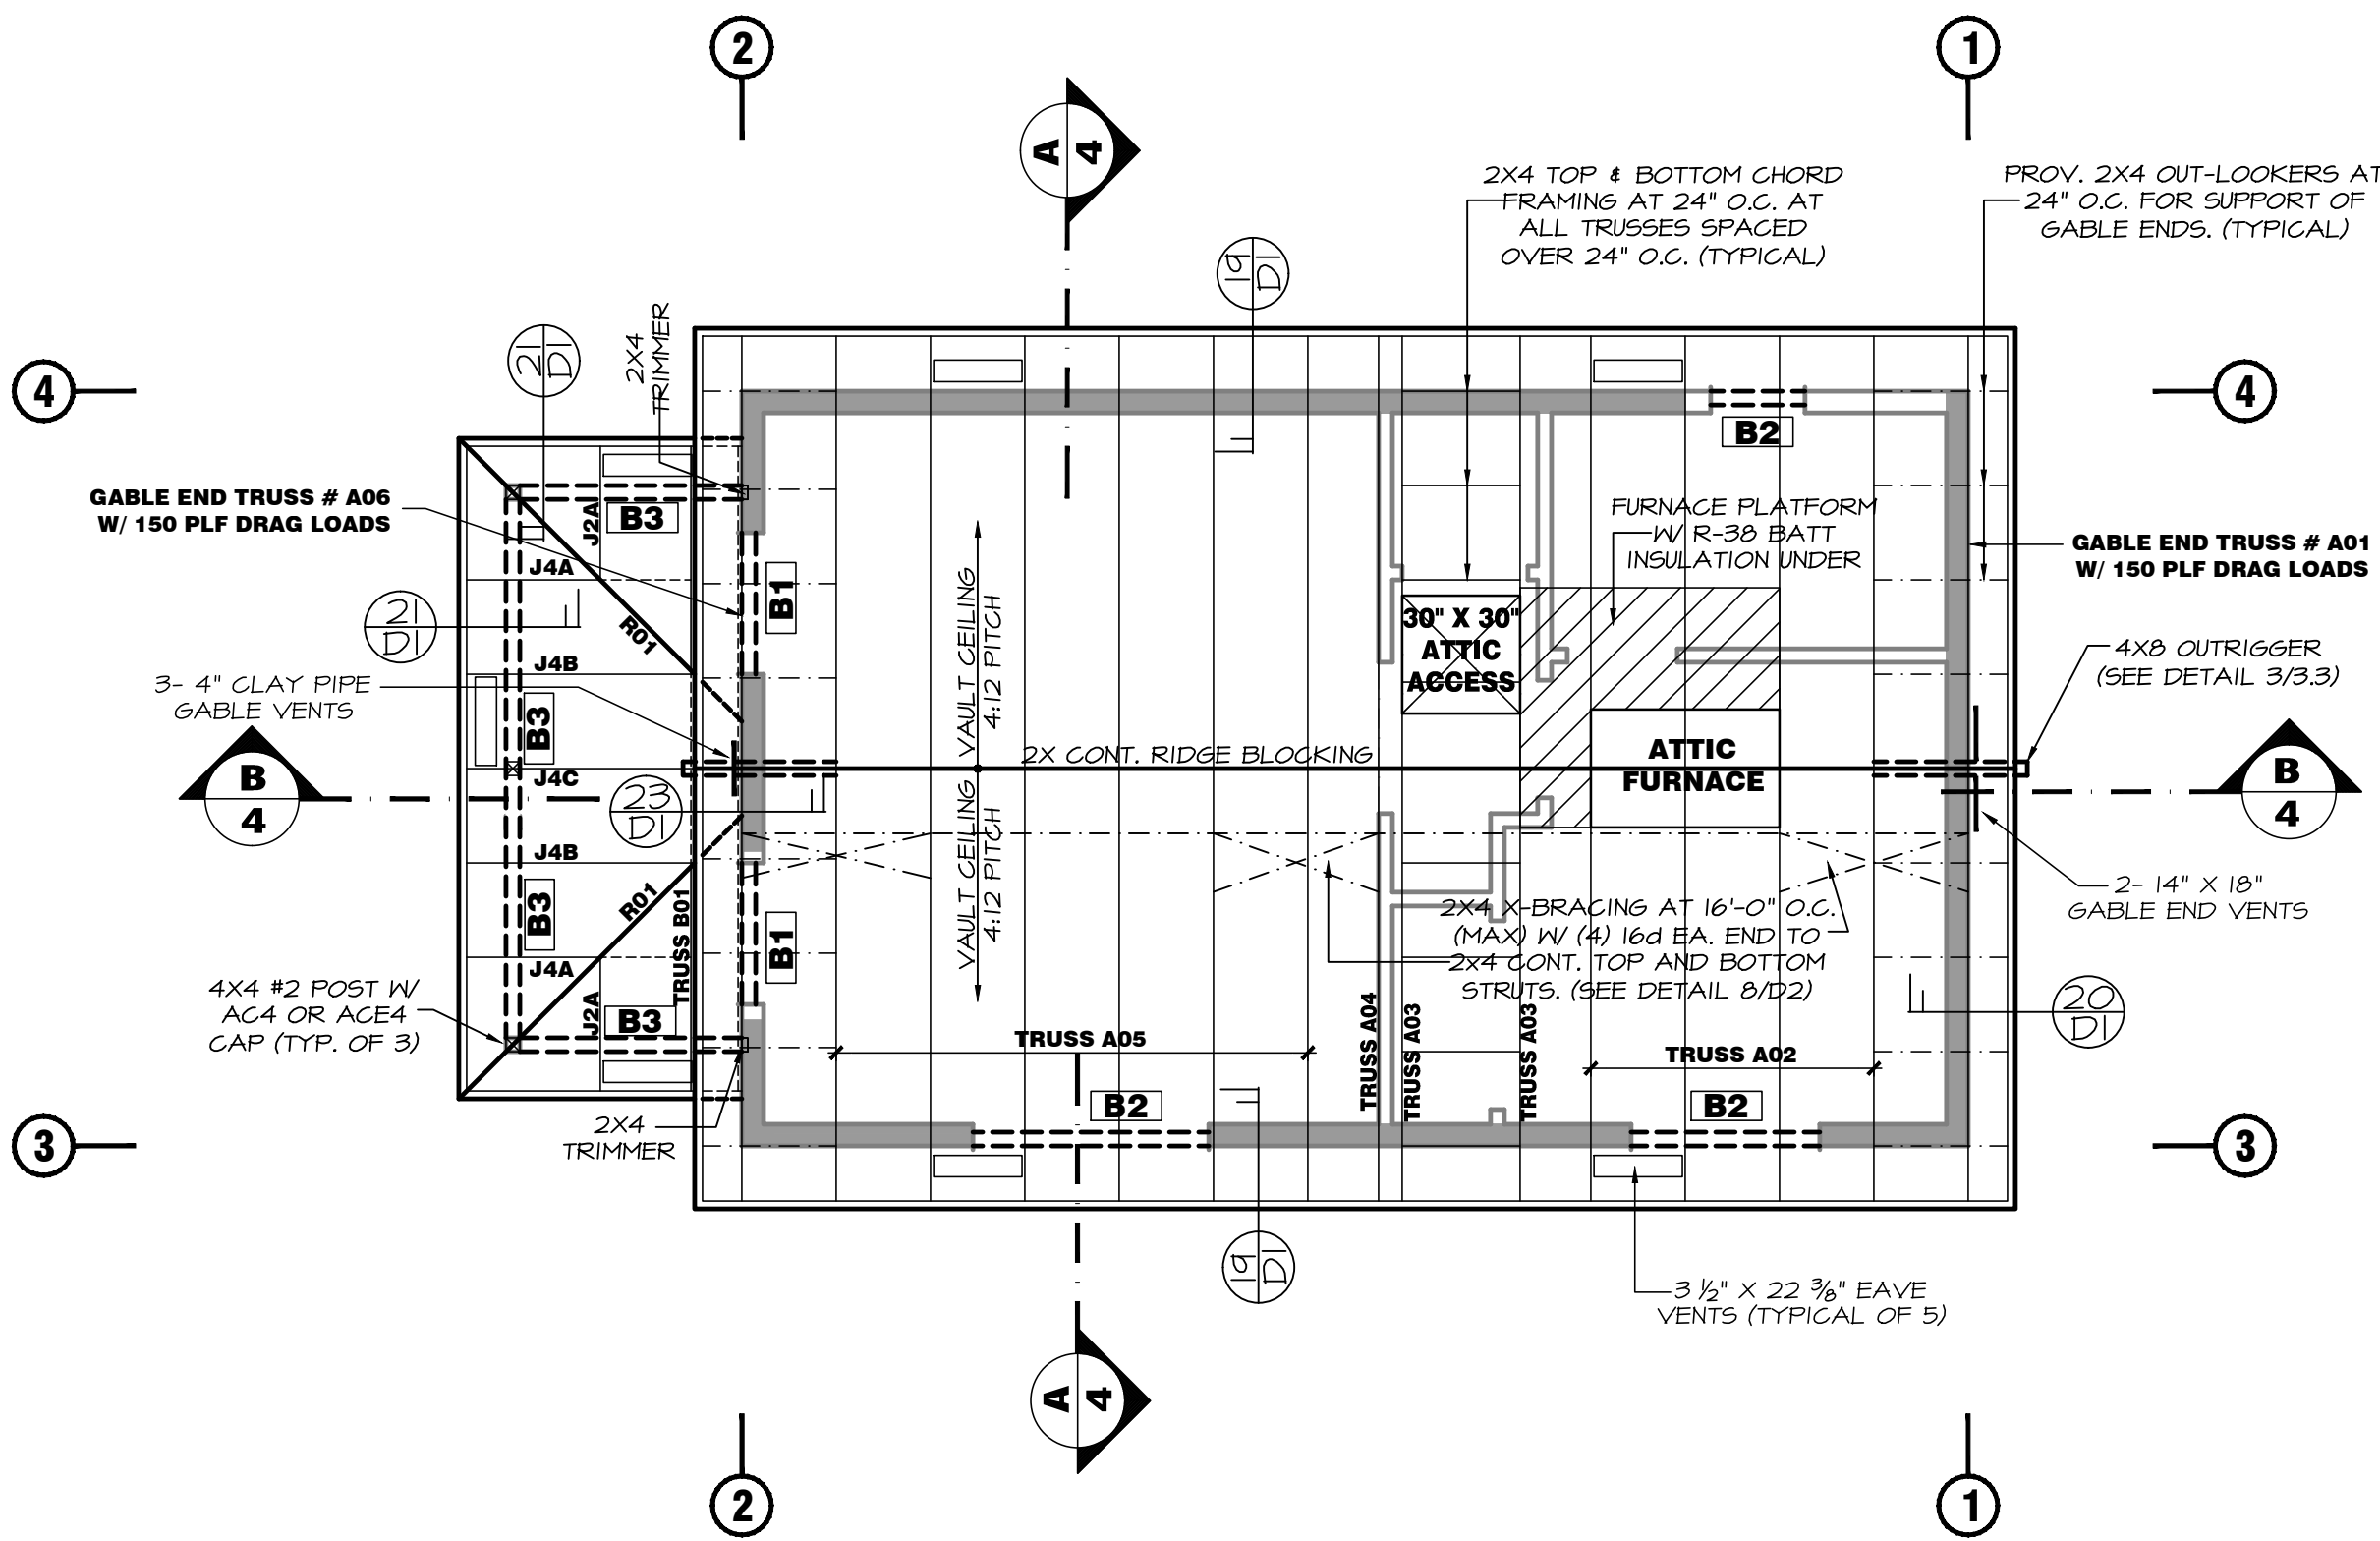 2
1
A
4
2X4 TOP & BOTTOM CHORD
FRAMING AT 24" O.C. AT
ALL TRUSSES SPACED
OVER 24" O.C. (TYPICAL)
PROV. 2X4 OUT-LOOKERS AT
24" O.C. FOR SUPPORT OF
GABLE ENDS. (TYPICAL)
19
D1
21
D1
2X4
TRIMMER
4
4
B2
GABLE END TRUSS # A06
W/ 150 PLF DRAG LOADS
J2A
B3
J4A
B1
FURNACE PLATFORM
W/ R-38 BATT
INSULATION UNDER
GABLE END TRUSS # A01
W/ 150 PLF DRAG LOADS
21
D1
R01
VAULT CEILING
4:12 PITCH
30" X 30"
ATTIC
ACCESS
4X8 OUTRIGGER
(SEE DETAIL 3/3.3)
J4B
3- 4" CLAY PIPE
GABLE VENTS
B3
B
4
J4C
23
D1
2X CONT. RIDGE BLOCKING
ATTIC
FURNACE
B
4
VAULT CEILING
4:12 PITCH
J4B
B3
R01
TRUSS B01
B1
2X4 X-BRACING AT 16'-0" O.C.
(MAX) W/ (4) 16d EA. END TO
2x4 CONT. TOP AND BOTTOM
STRUTS. (SEE DETAIL 8/D2)
2- 14" X 18"
GABLE END VENTS
J4A
J2A
B3
4X4 #2 POST W/
AC4 OR ACE4
CAP (TYP. OF 3)
TRUSS A05
TRUSS A04
TRUSS A03
TRUSS A03
TRUSS A02
20
D1
B2
B2
2X4
TRIMMER
3
3
19
D1
3 ½" X 22 ⅜" EAVE
VENTS (TYPICAL OF 5)
A
4
2
1